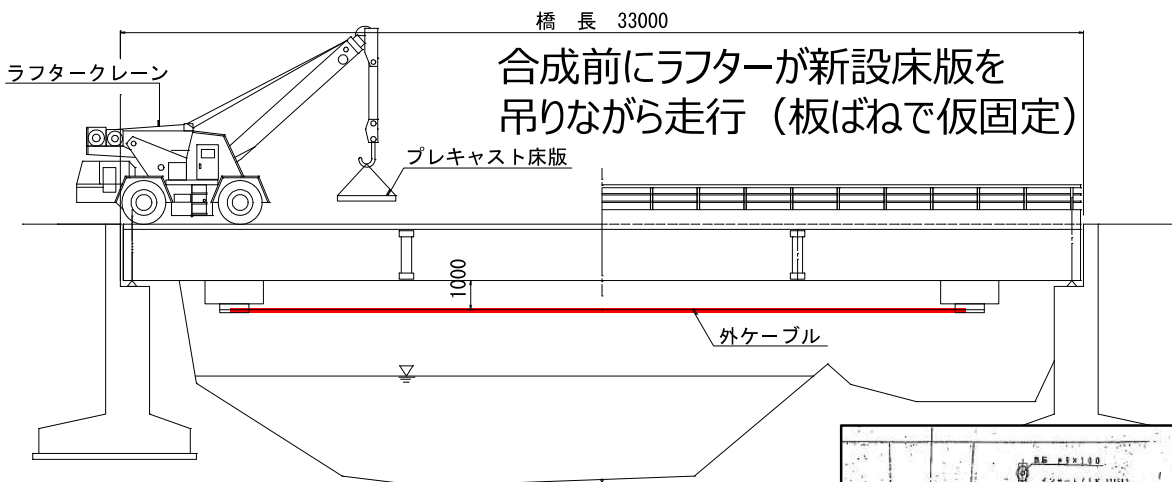 橋 長 33000
合成前にラフターが新設床版を
吊りながら走行（板ばねで仮固定）
ラフタークレーン
プレキャスト床版
1000
外ケーブル